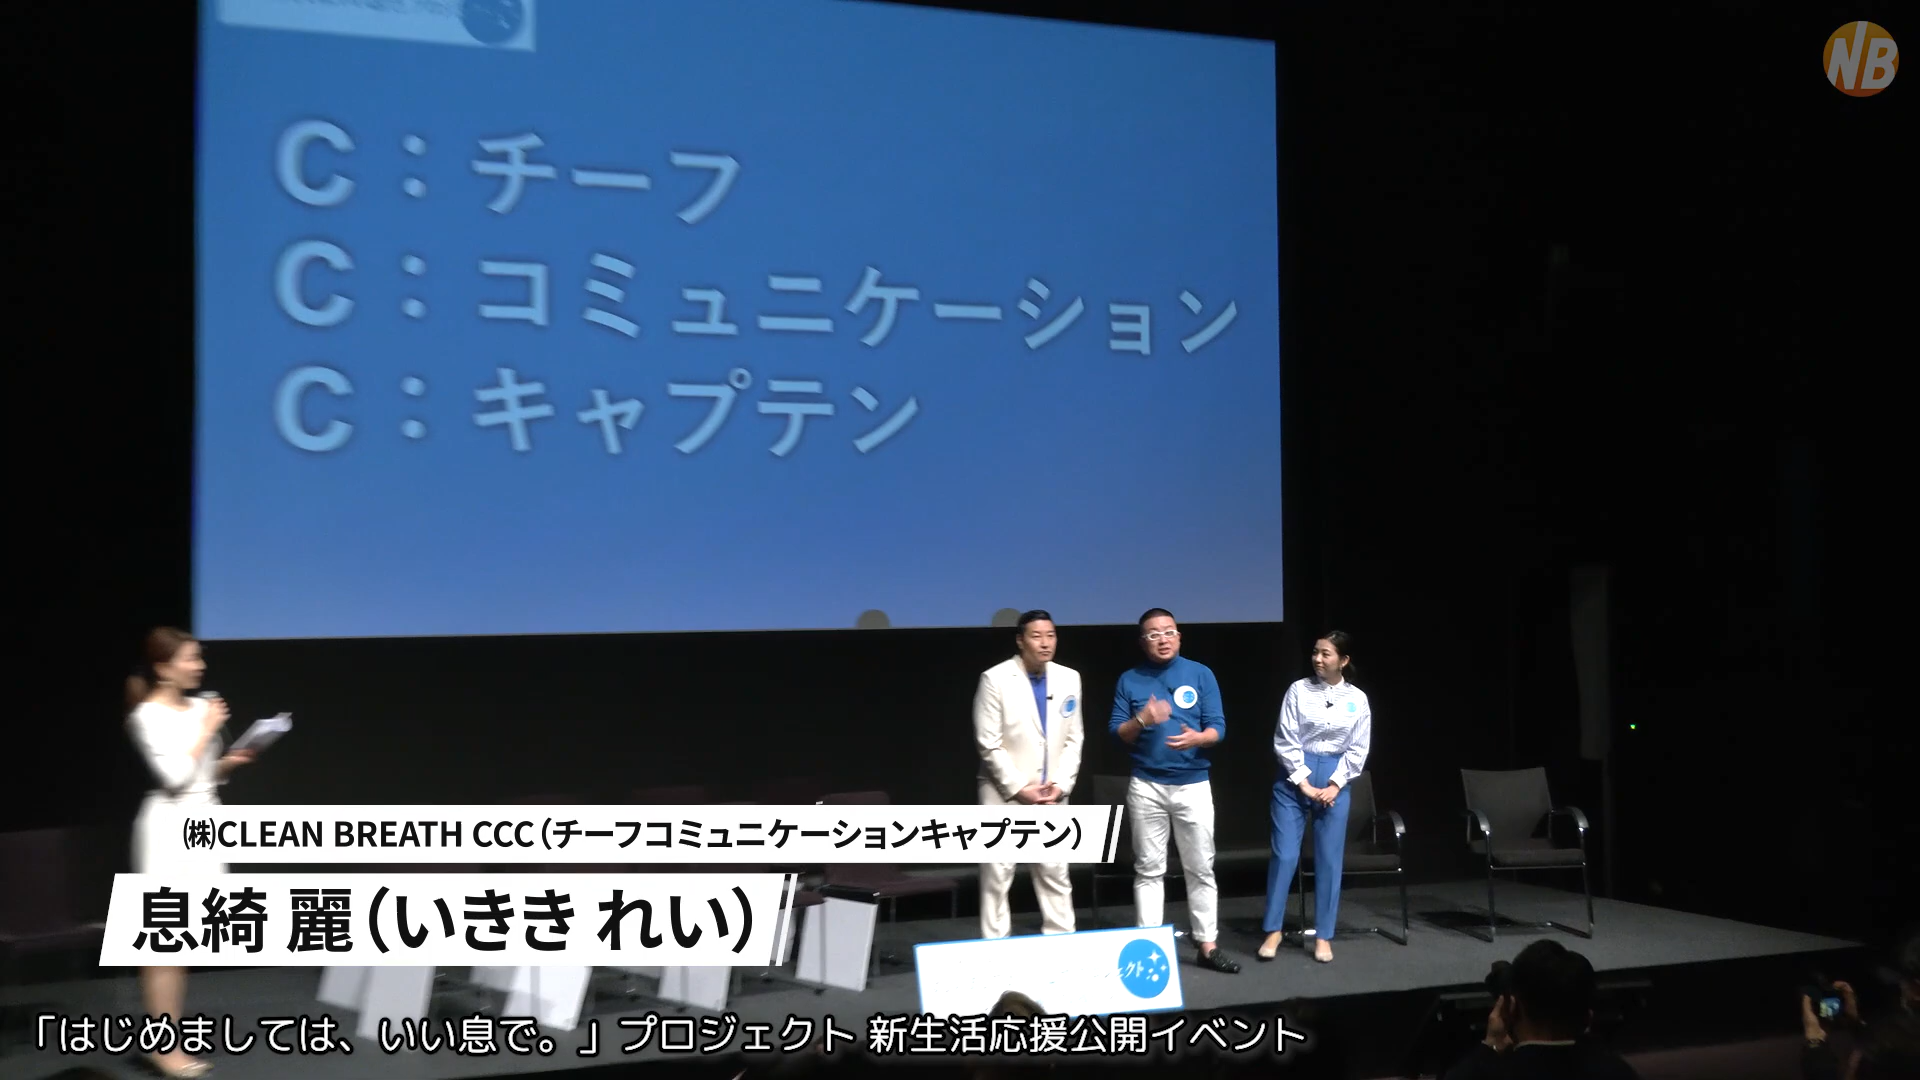 NB
C：チーフ
C：コミュニケーション
C：キャプテン
㈱CLEAN BREATH CCC（チーフコミュニケーションキャプテン）
息綺 麗（いきき れい）
ェクト
「はじめましては、いい息で。」プロジェクト 新生活応援公開イベント